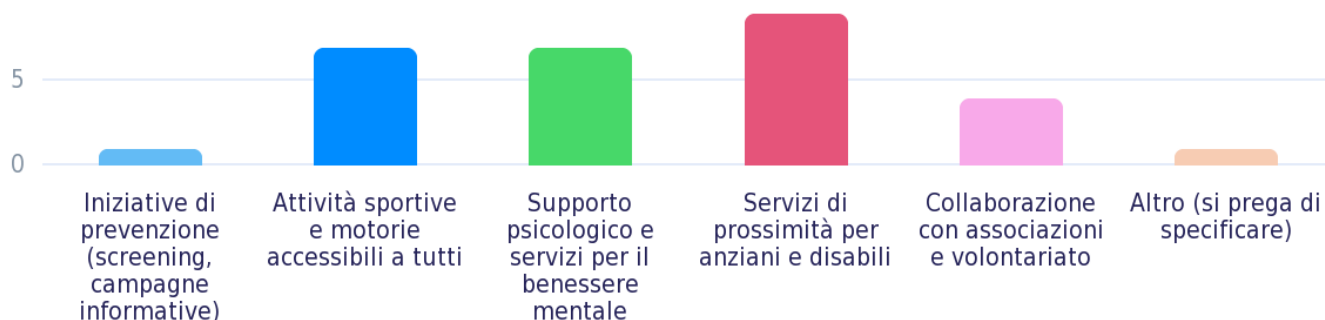 5
0
Iniziative di
prevenzione
(screening,
campagne
informative)
Attività sportive
e motorie
accessibili a tutti
Supporto
psicologico e
servizi per il
benessere
mentale
Servizi di
prossimità per
anziani e disabili
Collaborazione
con associazioni
e volontariato
Altro (si prega di
specificare)